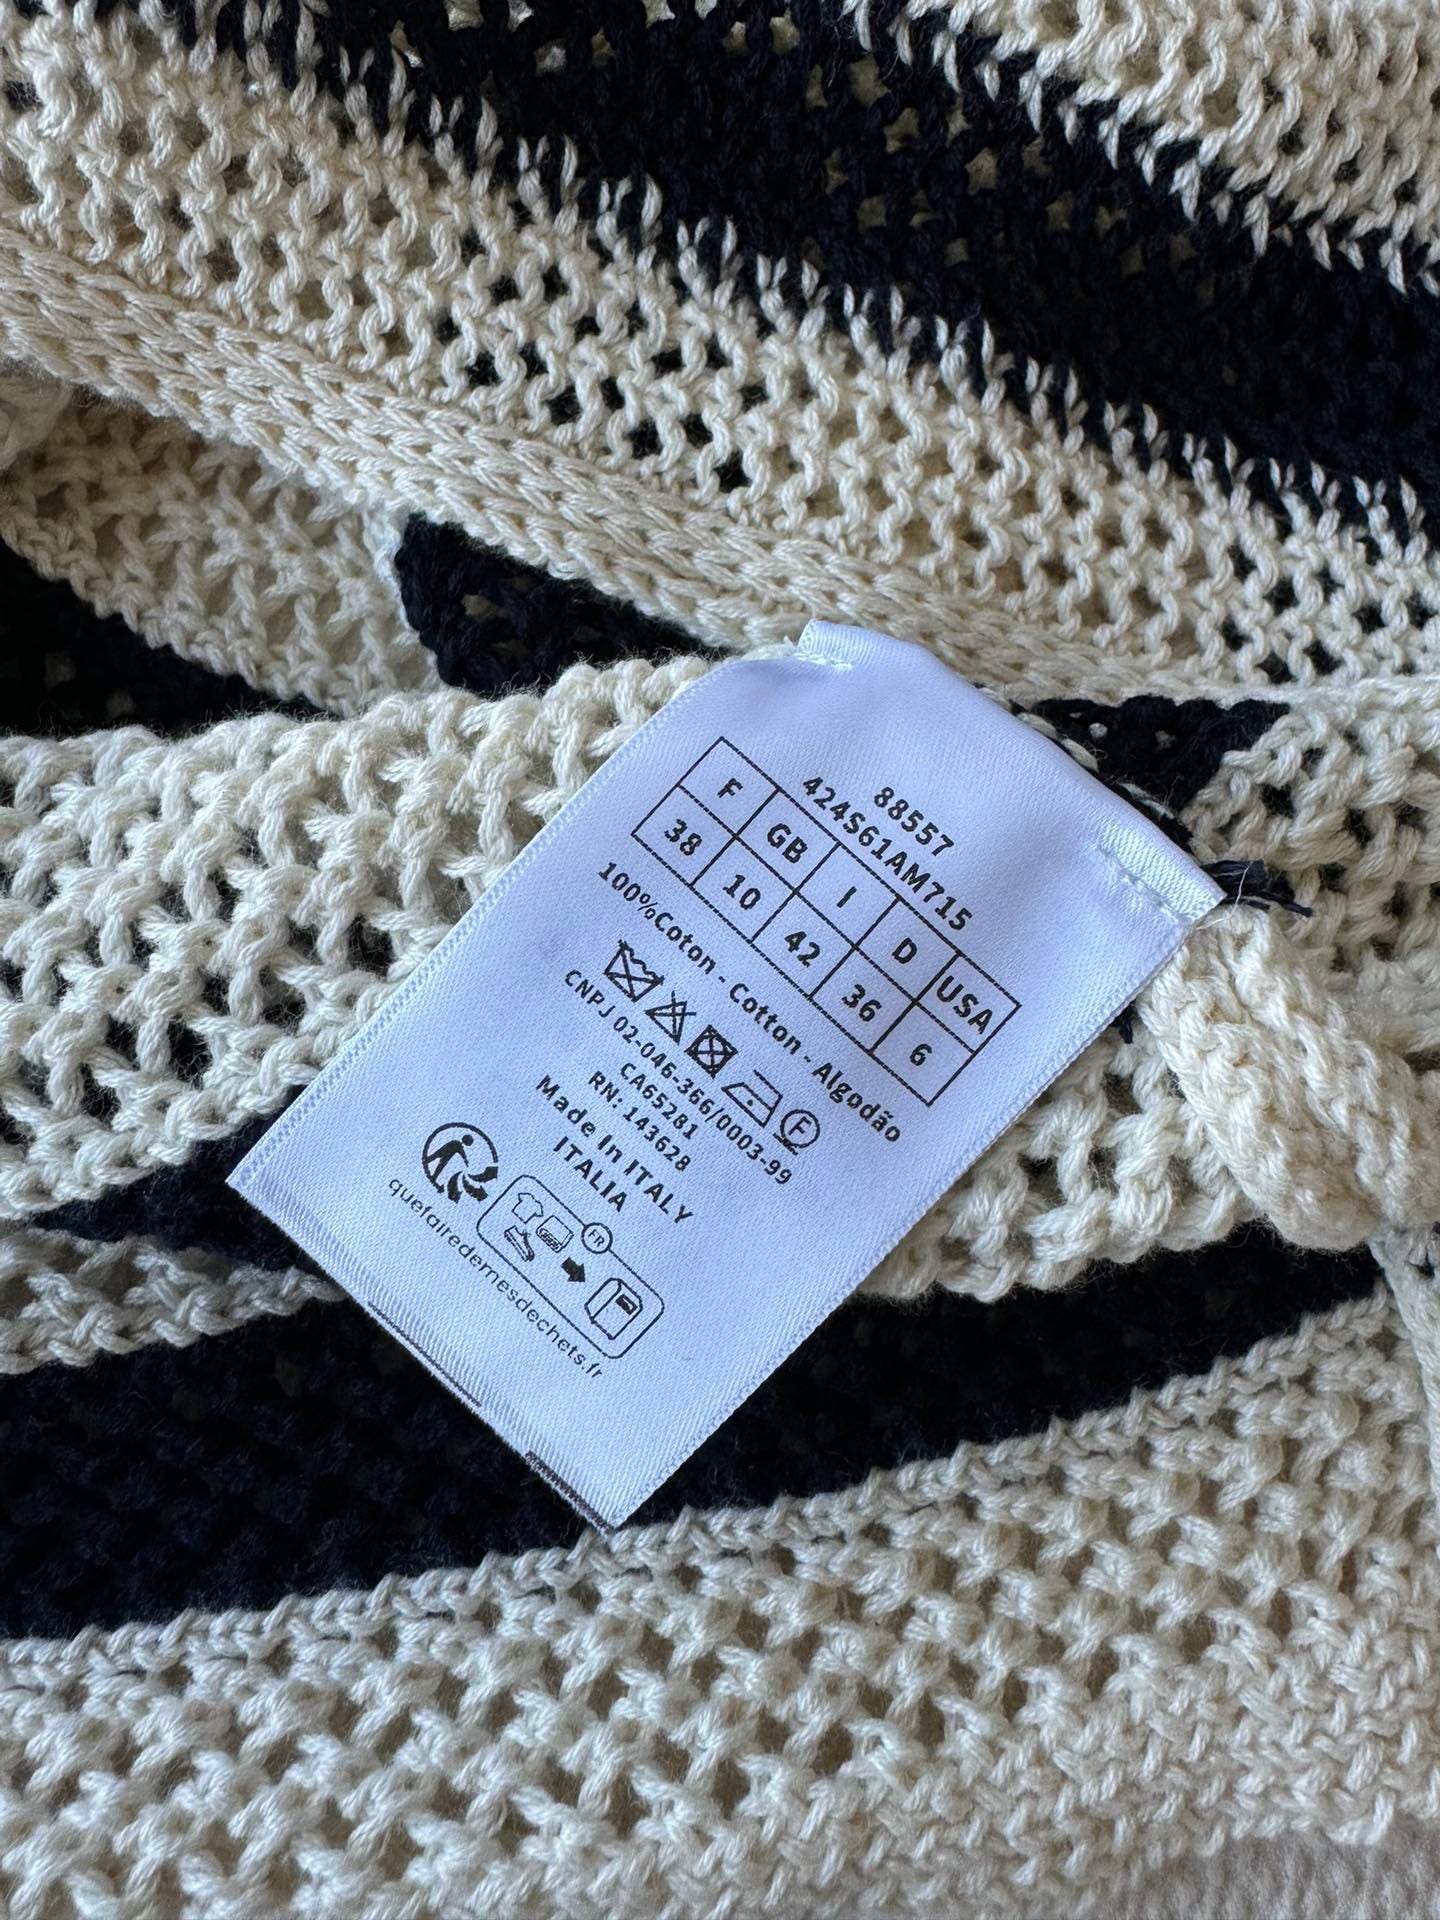 88557
424S61AM715
F GB I D USA
38 10 42 36 6
100%Coton - Cotton - Algodão
F
CNPJ 02-046-366/0003-99
CA65281
RN: 143628
Made In ITALY
ITALIA
FR
quefairedemesdechets.fr